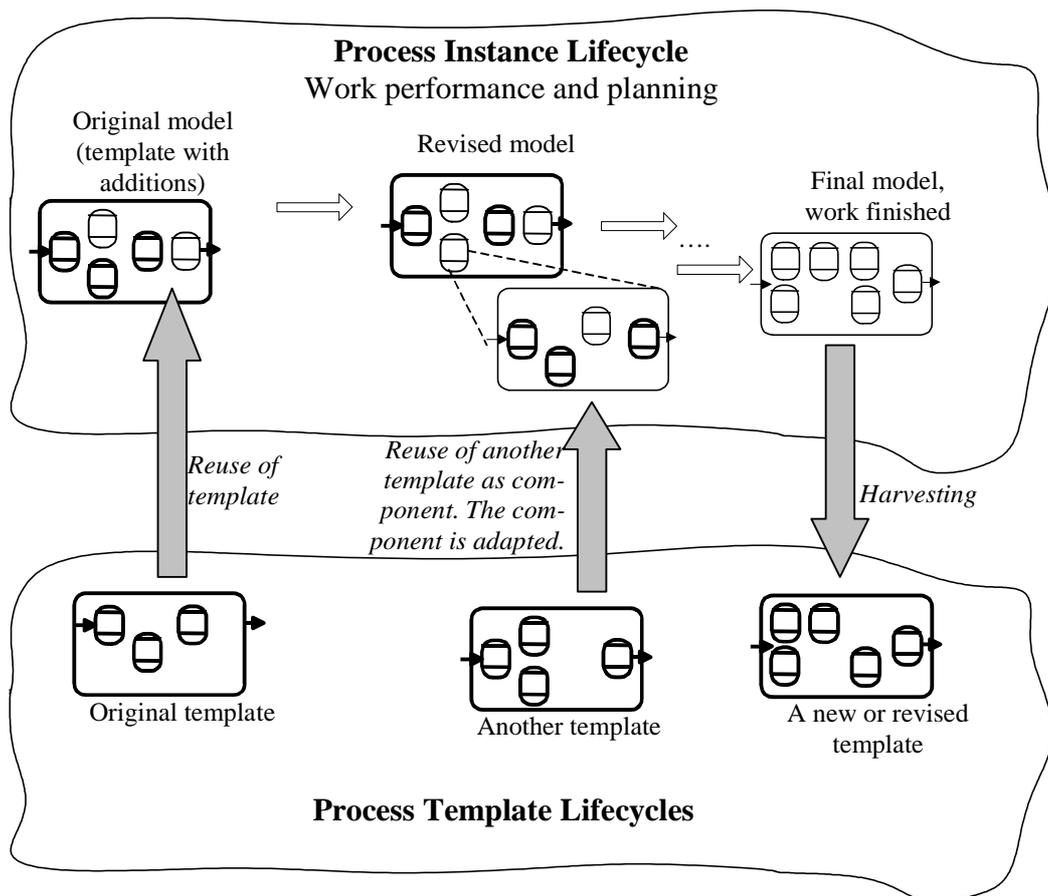 Process Instance Lifecycle
Work performance and planning
Original model
(template with
additions)
Revised model
Final model,
work finished
....
Reuse of
template
Reuse of another
template as com-
ponent. The com-
ponent is adapted.
Harvesting
Original template
Another template
A new or revised
template
Process Template Lifecycles